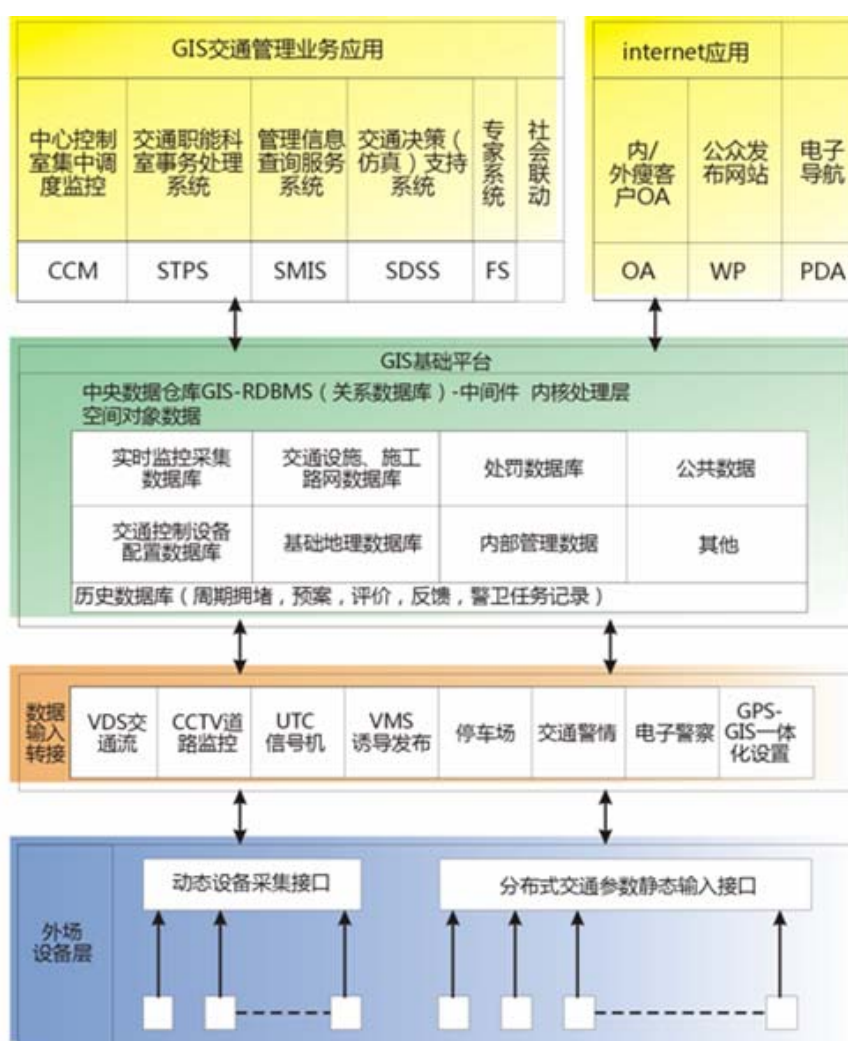 GIS交通管理业务应用
internet应用
中心控制
室集中调
度监控
交通职能科
室事务处理
系统
管理信息
查询服务
系统
交通决策（
仿真）支持
系统
专
家
系
统
社
会
联
动
内/
外瘦客
户OA
公众发
布网站
电子
导航
CCM
STPS
SMIS
SDSS
FS
OA
WP
PDA
GIS基础平台
中央数据仓库GIS-RDBMS（关系数据库）-中间件 内核处理层
空间对象数据
实时监控采集
数据库
交通设施、施工
路网数据库
处罚数据库
公共数据
交通控制设备
配置数据库
基础地理数据库
内部管理数据
其他
历史数据库（周期拥堵，预案，评价，反馈，警卫任务记录）
数据
输入
转接
VDS交
通流
CCTV道
路监控
UTC
信号机
VMS
诱导发布
停车场
交通警情
电子警察
GPS-
GIS一体
化设置
外场
设备层
动态设备采集接口
分布式交通参数静态输入接口